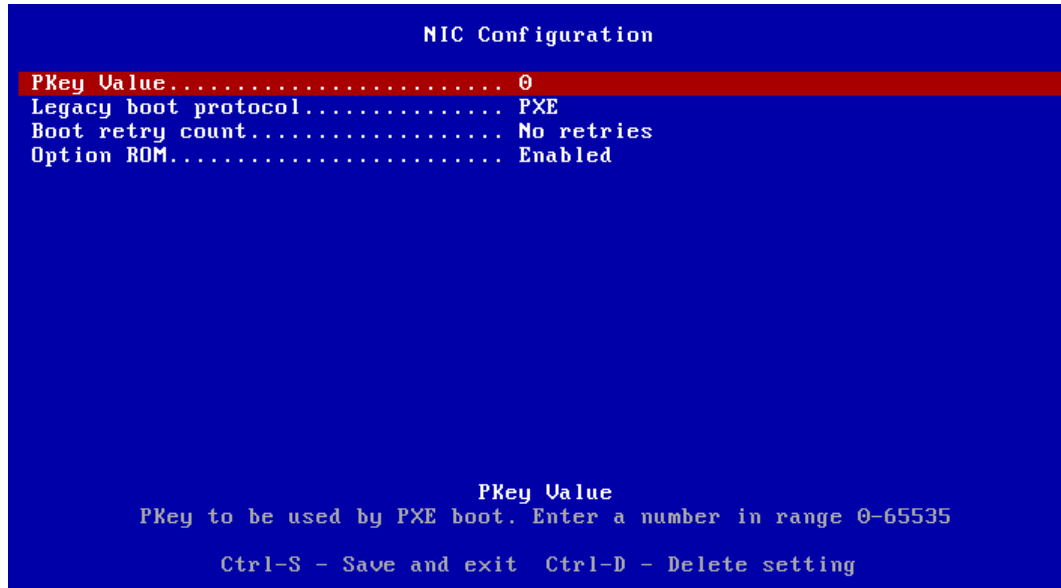 NIC Configuration
PKey Value......................... 0
Legacy boot protocol............... PXE
Boot retry count................... No retries
Option ROM......................... Enabled
PKey Value
PKey to be used by PXE boot. Enter a number in range 0-65535
Ctrl-S - Save and exit  Ctrl-D - Delete setting